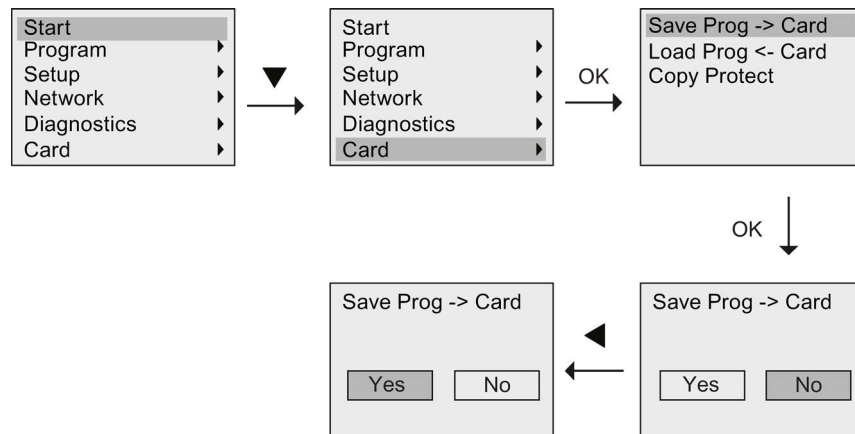 Start
Program
Setup
Network
Diagnostics
Card
Start
Program
Setup
Network
Diagnostics
Card
OK
Save Prog -> Card
Load Prog <- Card
Copy Protect
OK
Save Prog -> Card
Yes No
Save Prog -> Card
Yes No